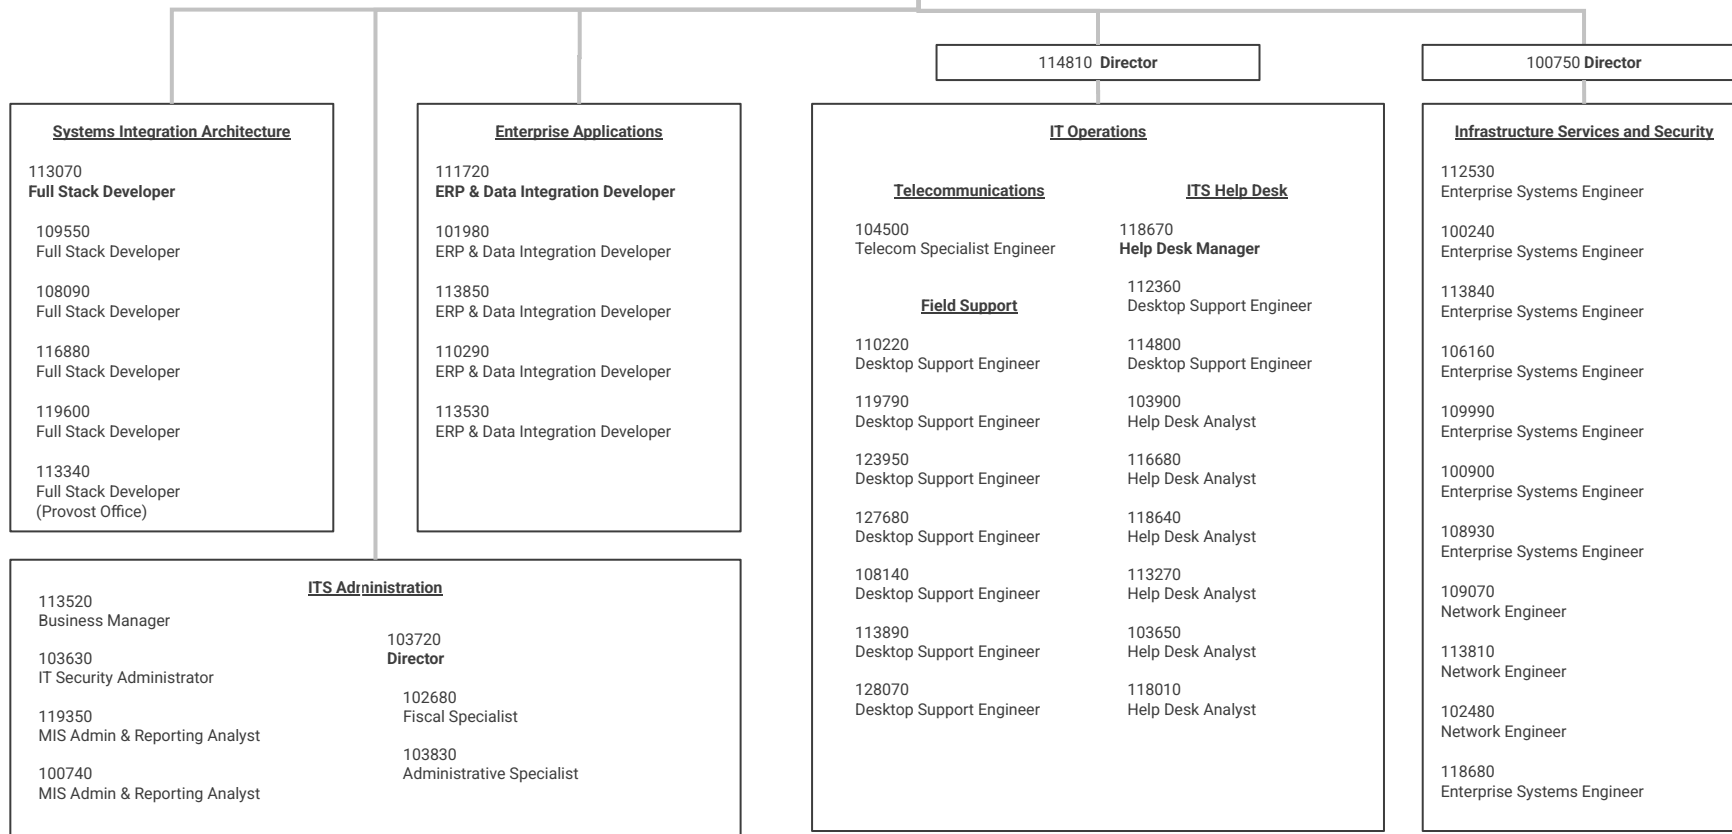 114810 Director
100750 Director
Systems Integration Architecture
113070
Full Stack Developer
109550
Full Stack Developer
108090
Full Stack Developer
116880
Full Stack Developer
119600
Full Stack Developer
113340
Full Stack Developer
(Provost Office)
Enterprise Applications
111720
ERP & Data Integration Developer
101980
ERP & Data Integration Developer
113850
ERP & Data Integration Developer
110290
ERP & Data Integration Developer
113530
ERP & Data Integration Developer
ITS Administration
113520
Business Manager
103630
IT Security Administrator
119350
MIS Admin & Reporting Analyst
100740
MIS Admin & Reporting Analyst
103720
Director
102680
Fiscal Specialist
103830
Administrative Specialist
IT Operations
Telecommunications
104500
Telecom Specialist Engineer
Field Support
110220
Desktop Support Engineer
119790
Desktop Support Engineer
123950
Desktop Support Engineer
127680
Desktop Support Engineer
108140
Desktop Support Engineer
113890
Desktop Support Engineer
128070
Desktop Support Engineer
ITS Help Desk
118670
Help Desk Manager
112360
Desktop Support Engineer
114800
Desktop Support Engineer
103900
Help Desk Analyst
116680
Help Desk Analyst
118640
Help Desk Analyst
113270
Help Desk Analyst
103650
Help Desk Analyst
118010
Help Desk Analyst
Infrastructure Services and Security
112530
Enterprise Systems Engineer
100240
Enterprise Systems Engineer
113840
Enterprise Systems Engineer
106160
Enterprise Systems Engineer
109990
Enterprise Systems Engineer
100900
Enterprise Systems Engineer
108930
Enterprise Systems Engineer
109070
Network Engineer
113810
Network Engineer
102480
Network Engineer
118680
Enterprise Systems Engineer